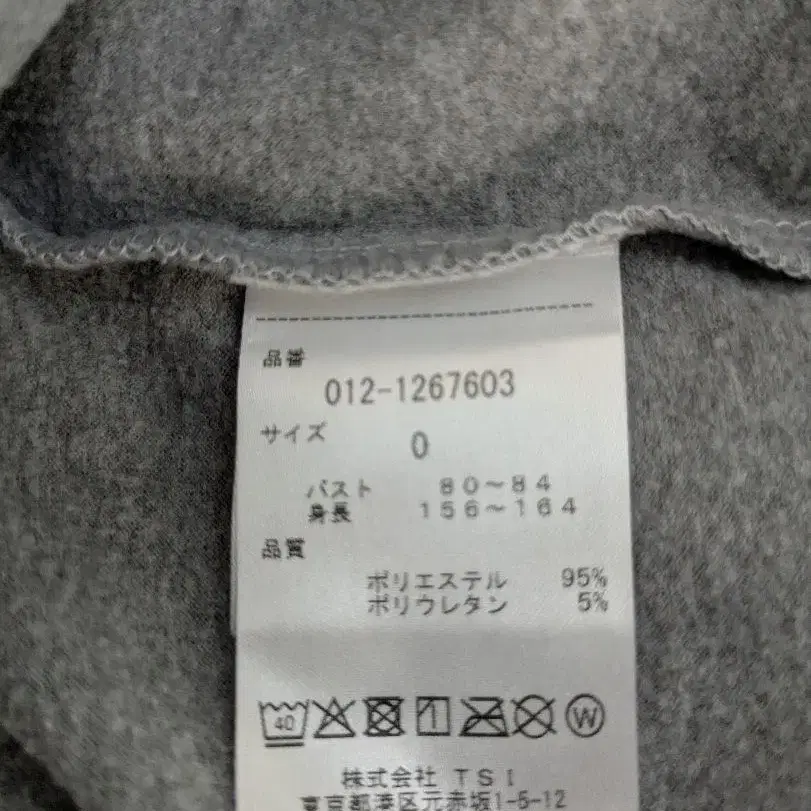 品番
012-1267603
サイズ
0
バスト 80～84
身長 156～164
品質
ポリエステル 95%
ポリウレタン 5%
40 W
株式会社 TSI
東京都港区元赤坂1-5-12